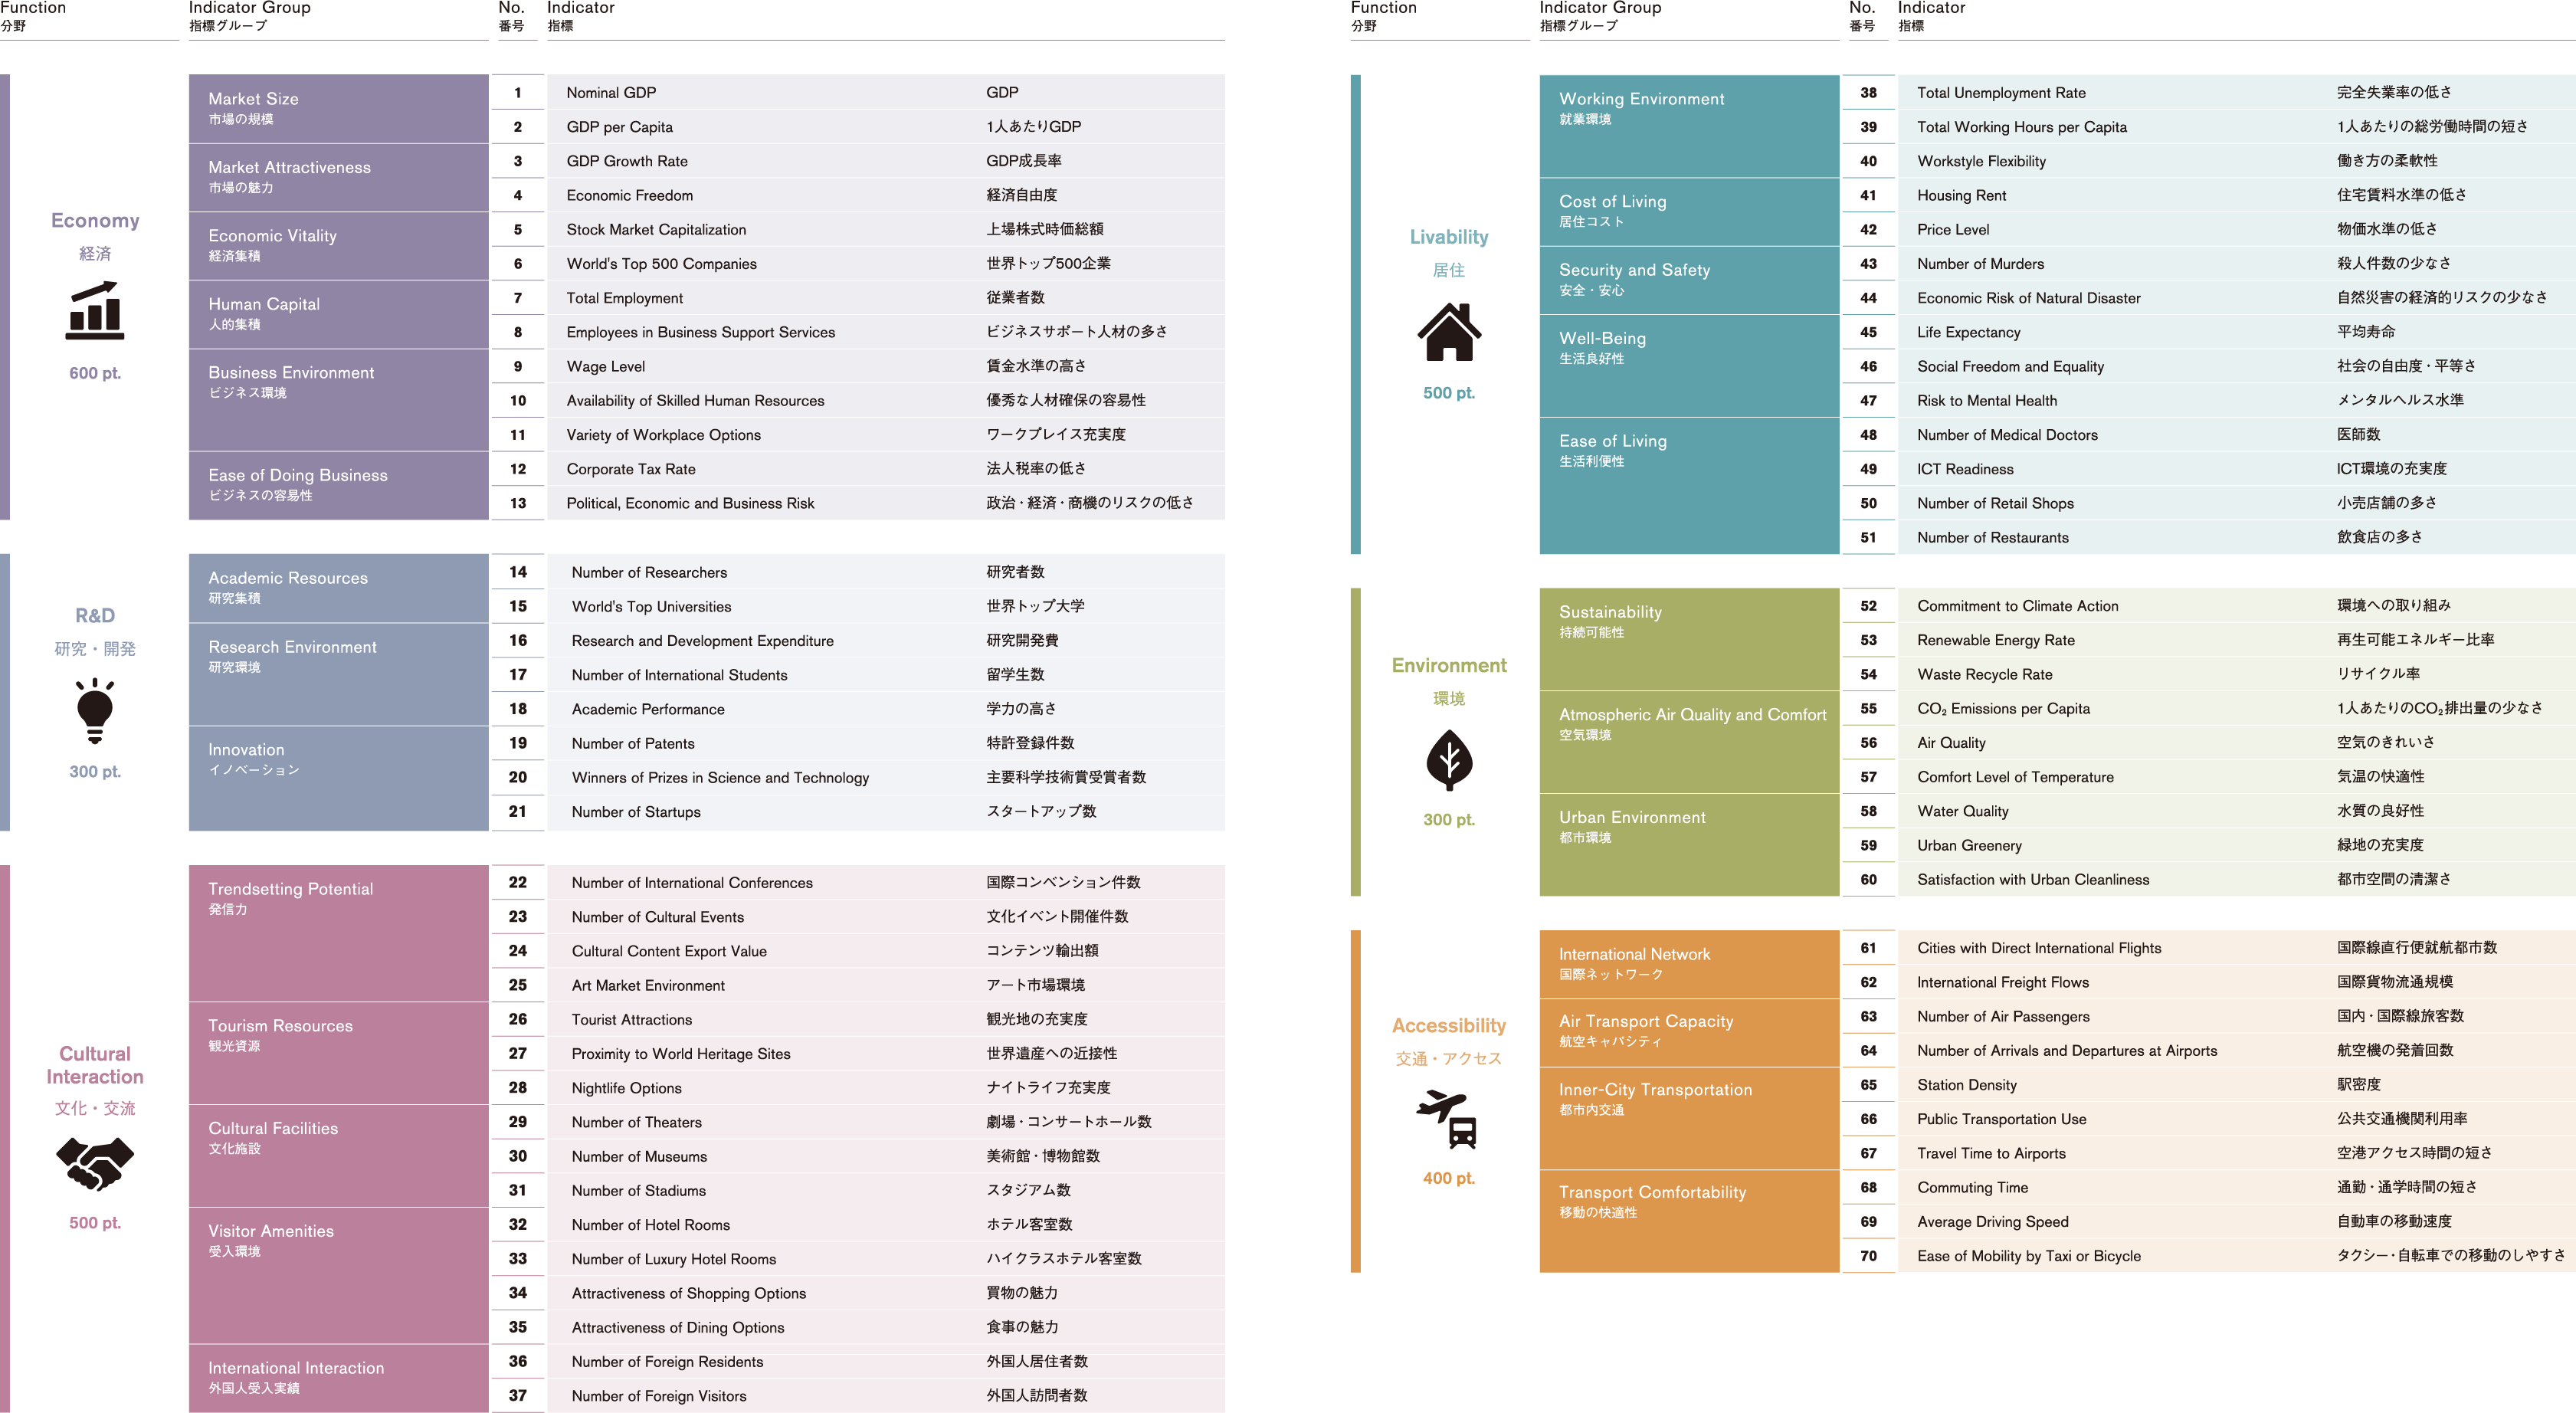 Function
分野
Indicator Group
指標グループ
No.
番号
Indicator
指標
Economy
経済
600 pt.
Market Size
市場の規模
1 Nominal GDP GDP
2 GDP per Capita 1人あたりGDP
Market Attractiveness
市場の魅力
3 GDP Growth Rate GDP成長率
4 Economic Freedom 経済自由度
Economic Vitality
経済集積
5 Stock Market Capitalization 上場株式時価総額
6 World's Top 500 Companies 世界トップ500企業
Human Capital
人的集積
7 Total Employment 従業者数
8 Employees in Business Support Services ビジネスサポート人材の多さ
Business Environment
ビジネス環境
9 Wage Level 賃金水準の高さ
10 Availability of Skilled Human Resources 優秀な人材確保の容易性
11 Variety of Workplace Options ワークプレイス充実度
Ease of Doing Business
ビジネスの容易性
12 Corporate Tax Rate 法人税率の低さ
13 Political, Economic and Business Risk 政治・経済・商機のリスクの低さ
R&D
研究・開発
300 pt.
Academic Resources
研究集積
14 Number of Researchers 研究者数
15 World's Top Universities 世界トップ大学
Research Environment
研究環境
16 Research and Development Expenditure 研究開発費
17 Number of International Students 留学生数
18 Academic Performance 学力の高さ
Innovation
イノベーション
19 Number of Patents 特許登録件数
20 Winners of Prizes in Science and Technology 主要科学技術賞受賞者数
21 Number of Startups スタートアップ数
Cultural
Interaction
文化・交流
500 pt.
Trendsetting Potential
発信力
22 Number of International Conferences 国際コンベンション件数
23 Number of Cultural Events 文化イベント開催件数
24 Cultural Content Export Value コンテンツ輸出額
25 Art Market Environment アート市場環境
Tourism Resources
観光資源
26 Tourist Attractions 観光地の充実度
27 Proximity to World Heritage Sites 世界遺産への近接性
28 Nightlife Options ナイトライフ充実度
Cultural Facilities
文化施設
29 Number of Theaters 劇場・コンサートホール数
30 Number of Museums 美術館・博物館数
31 Number of Stadiums スタジアム数
Visitor Amenities
受入環境
32 Number of Hotel Rooms ホテル客室数
33 Number of Luxury Hotel Rooms ハイクラスホテル客室数
34 Attractiveness of Shopping Options 買物の魅力
35 Attractiveness of Dining Options 食事の魅力
International Interaction
外国人受入実績
36 Number of Foreign Residents 外国人居住者数
37 Number of Foreign Visitors 外国人訪問者数
Function
分野
Indicator Group
指標グループ
No.
番号
Indicator
指標
Livability
居住
500 pt.
Working Environment
就業環境
38 Total Unemployment Rate 完全失業率の低さ
39 Total Working Hours per Capita 1人あたりの総労働時間の短さ
40 Workstyle Flexibility 働き方の柔軟性
Cost of Living
居住コスト
41 Housing Rent 住宅賃料水準の低さ
42 Price Level 物価水準の低さ
Security and Safety
安全・安心
43 Number of Murders 殺人件数の少なさ
44 Economic Risk of Natural Disaster 自然災害の経済的リスクの少なさ
Well-Being
生活良好性
45 Life Expectancy 平均寿命
46 Social Freedom and Equality 社会の自由度・平等さ
47 Risk to Mental Health メンタルヘルス水準
Ease of Living
生活利便性
48 Number of Medical Doctors 医師数
49 ICT Readiness ICT環境の充実度
50 Number of Retail Shops 小売店舗の多さ
51 Number of Restaurants 飲食店の多さ
Environment
環境
300 pt.
Sustainability
持続可能性
52 Commitment to Climate Action 環境への取り組み
53 Renewable Energy Rate 再生可能エネルギー比率
54 Waste Recycle Rate リサイクル率
Atmospheric Air Quality and Comfort
空気環境
55 CO₂ Emissions per Capita 1人あたりのCO₂排出量の少なさ
56 Air Quality 空気のきれいさ
57 Comfort Level of Temperature 気温の快適性
Urban Environment
都市環境
58 Water Quality 水質の良好性
59 Urban Greenery 緑地の充実度
60 Satisfaction with Urban Cleanliness 都市空間の清潔さ
Accessibility
交通・アクセス
400 pt.
International Network
国際ネットワーク
61 Cities with Direct International Flights 国際線直行便就航都市数
62 International Freight Flows 国際貨物流通規模
Air Transport Capacity
航空キャパシティ
63 Number of Air Passengers 国内・国際線旅客数
64 Number of Arrivals and Departures at Airports 航空機の発着回数
Inner-City Transportation
都市内交通
65 Station Density 駅密度
66 Public Transportation Use 公共交通機関利用率
67 Travel Time to Airports 空港アクセス時間の短さ
Transport Comfortability
移動の快適性
68 Commuting Time 通勤・通学時間の短さ
69 Average Driving Speed 自動車の移動速度
70 Ease of Mobility by Taxi or Bicycle タクシー・自転車での移動のしやすさ